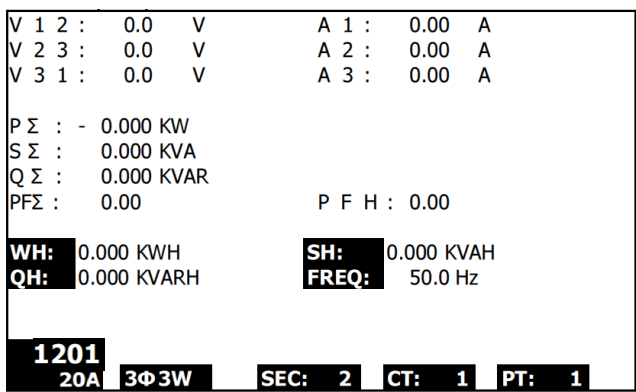 V 1 2 : 0.0 V A 1 : 0.00 A
V 2 3 : 0.0 V A 2 : 0.00 A
V 3 1 : 0.0 V A 3 : 0.00 A
P Σ : - 0.000 KW
S Σ : 0.000 KVA
Q Σ : 0.000 KVAR
PFΣ : 0.00 P F H : 0.00
WH: 0.000 KWH SH: 0.000 KVAH
QH: 0.000 KVARH FREQ: 50.0 Hz
1201
20A 3Φ3W SEC: 2 CT: 1 PT: 1